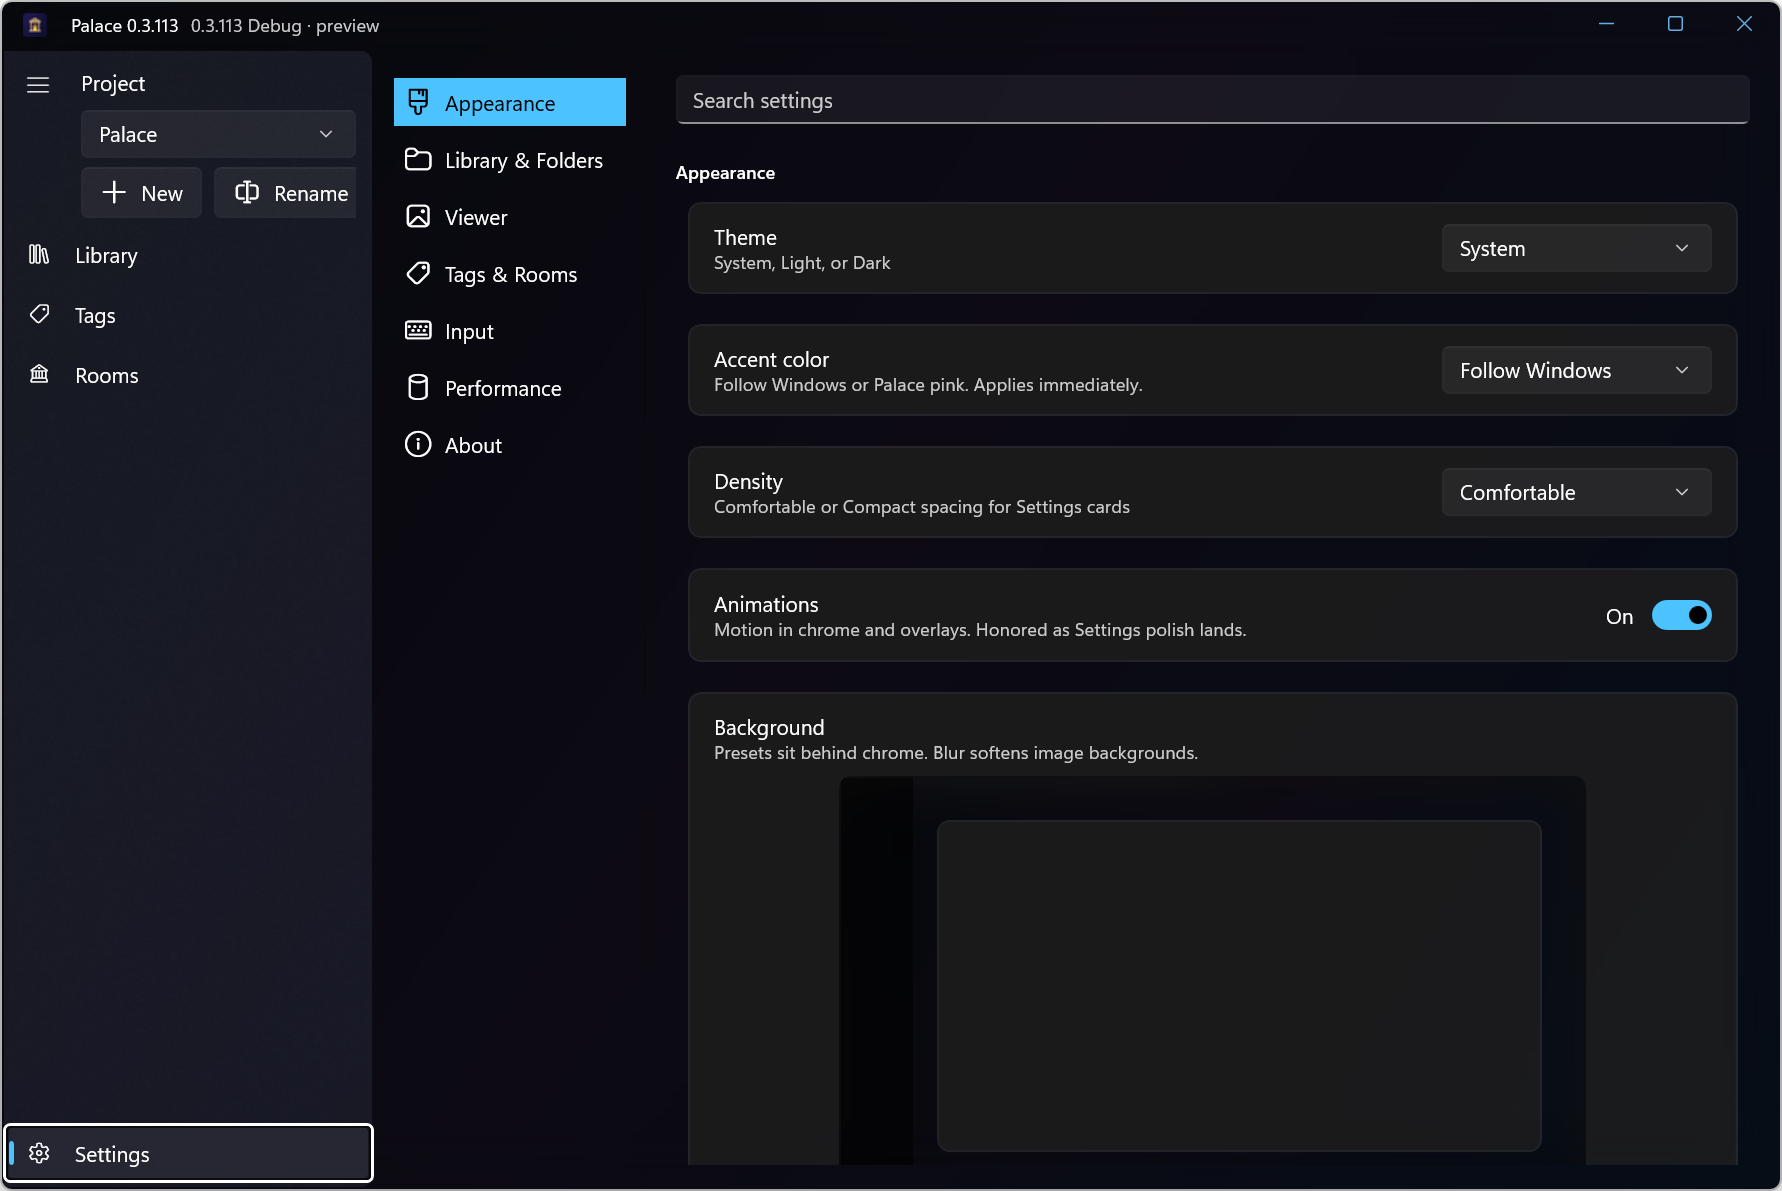 Palace 0.3.113 0.3.113 Debug · preview
Project
Palace
New
Rename
Library
Tags
Rooms
Settings
Appearance
Library & Folders
Viewer
Tags & Rooms
Input
Performance
About
Search settings
Appearance
Theme
System, Light, or Dark
System
Accent color
Follow Windows or Palace pink. Applies immediately.
Follow Windows
Density
Comfortable or Compact spacing for Settings cards
Comfortable
Animations
Motion in chrome and overlays. Honored as Settings polish lands.
On
Background
Presets sit behind chrome. Blur softens image backgrounds.